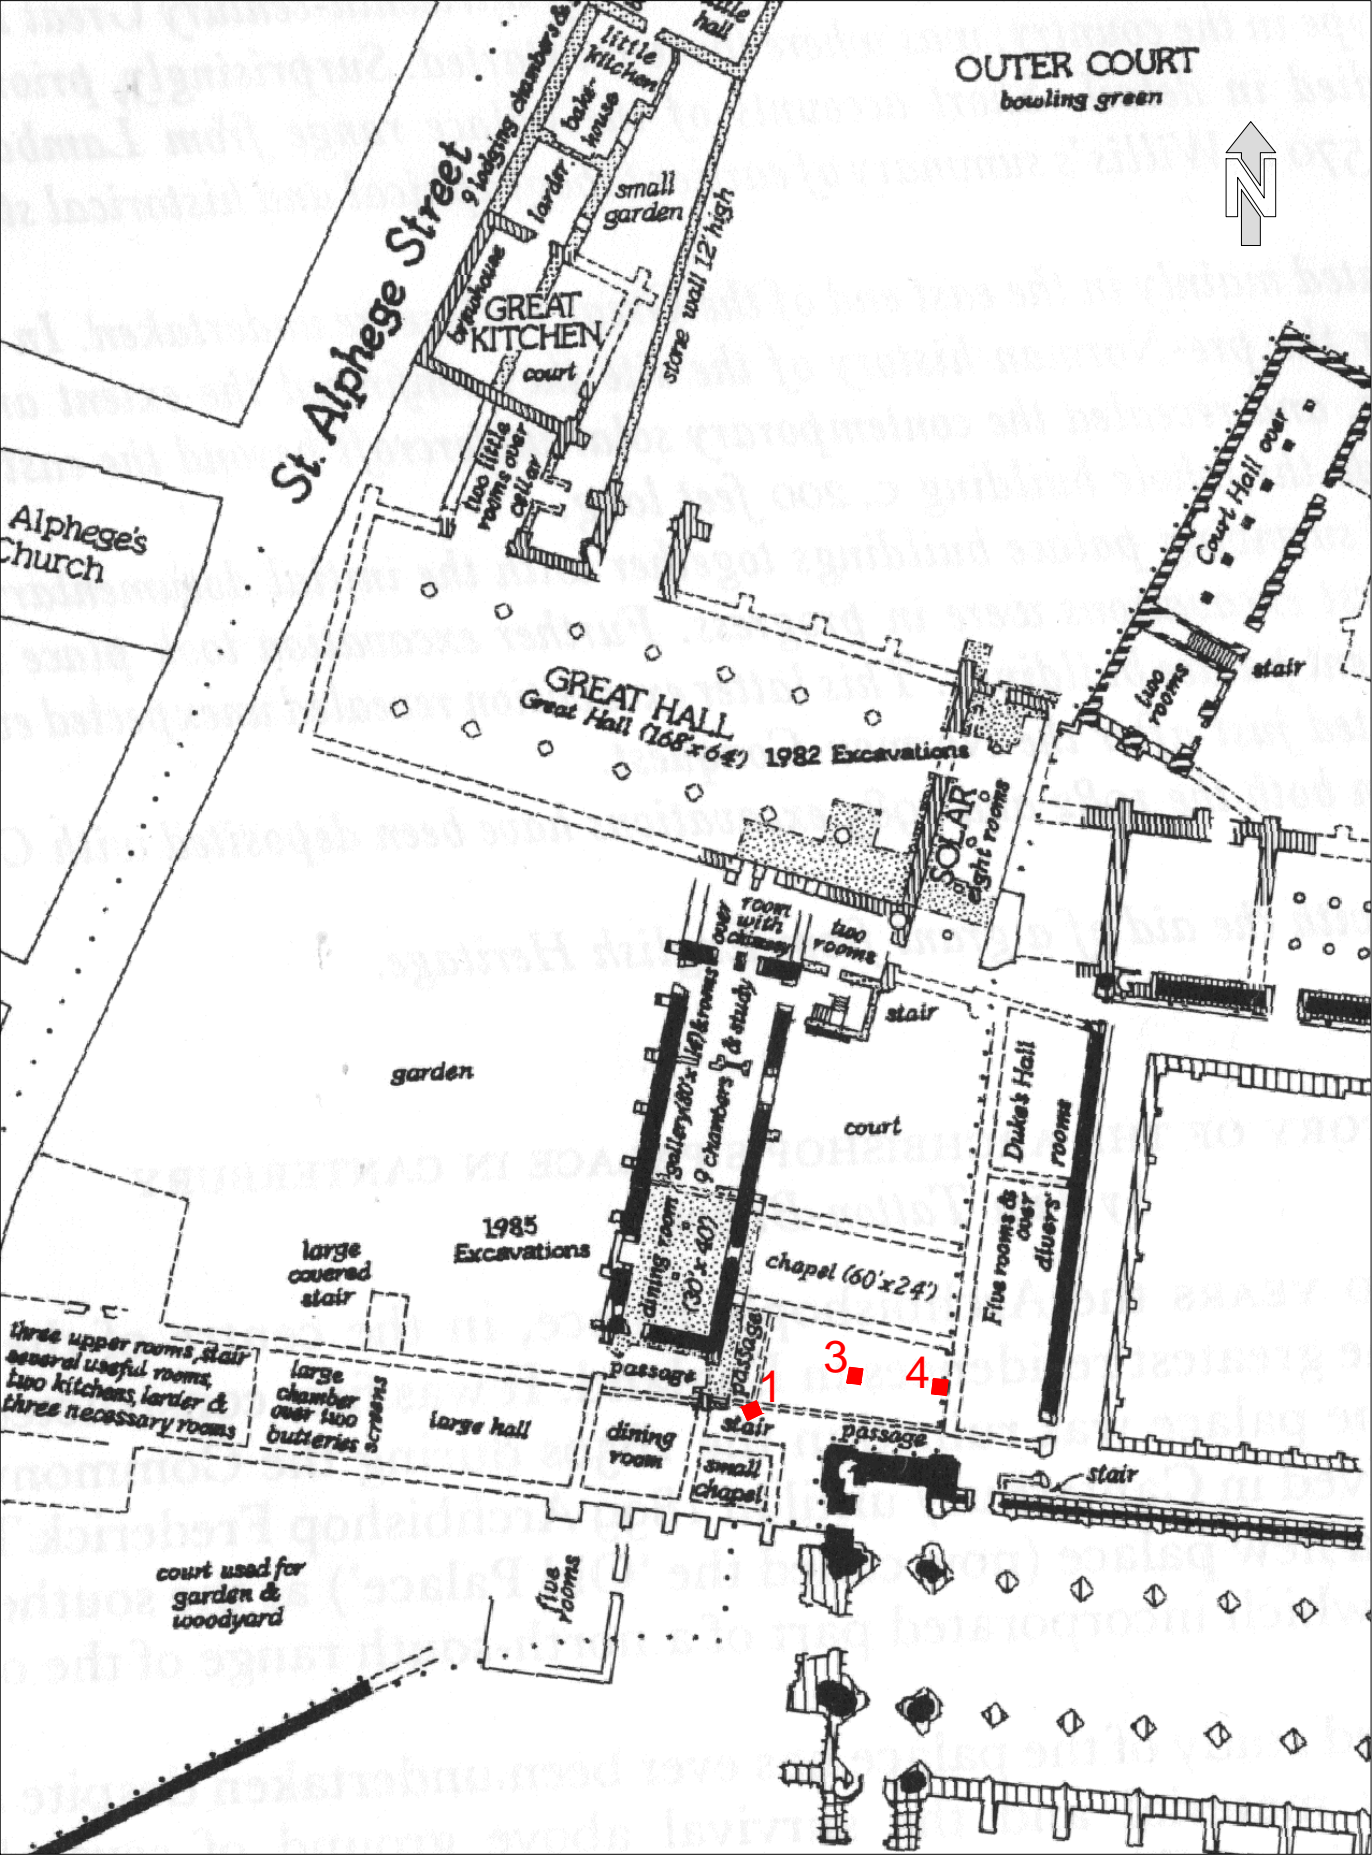 OUTER COURT
bowling green
N
little
hall
little
kitchen
bake-
house
9 lodging chambers &
larder
small
garden
stone wall 12' high
St. Alphege Street
brewhouse
GREAT
KITCHEN
court
two little
rooms over
cellar
Alphege's
Church
Court Hall over
stair
two
rooms
GREAT HALL
Great Hall (168'x64')
1982 Excavations
SOLAR
eight rooms
over
room
with
chimney
two
rooms
stair
gallery (80'x14') & rooms
9 chambers & study
garden
court
Duke's Hall
rooms
Five rooms &
over
divers
1985
Excavations
dining room
(30' x 40')
chapel (60'x24')
large
covered
stair
passage
passage
1
3
4
three upper rooms, stair
several useful rooms,
two kitchens, larder &
three necessary rooms
large
chamber
over two
butteries
screens
large hall
dining
room
stair
small
chapel
passage
stair
court used for
garden &
woodyard
five
rooms